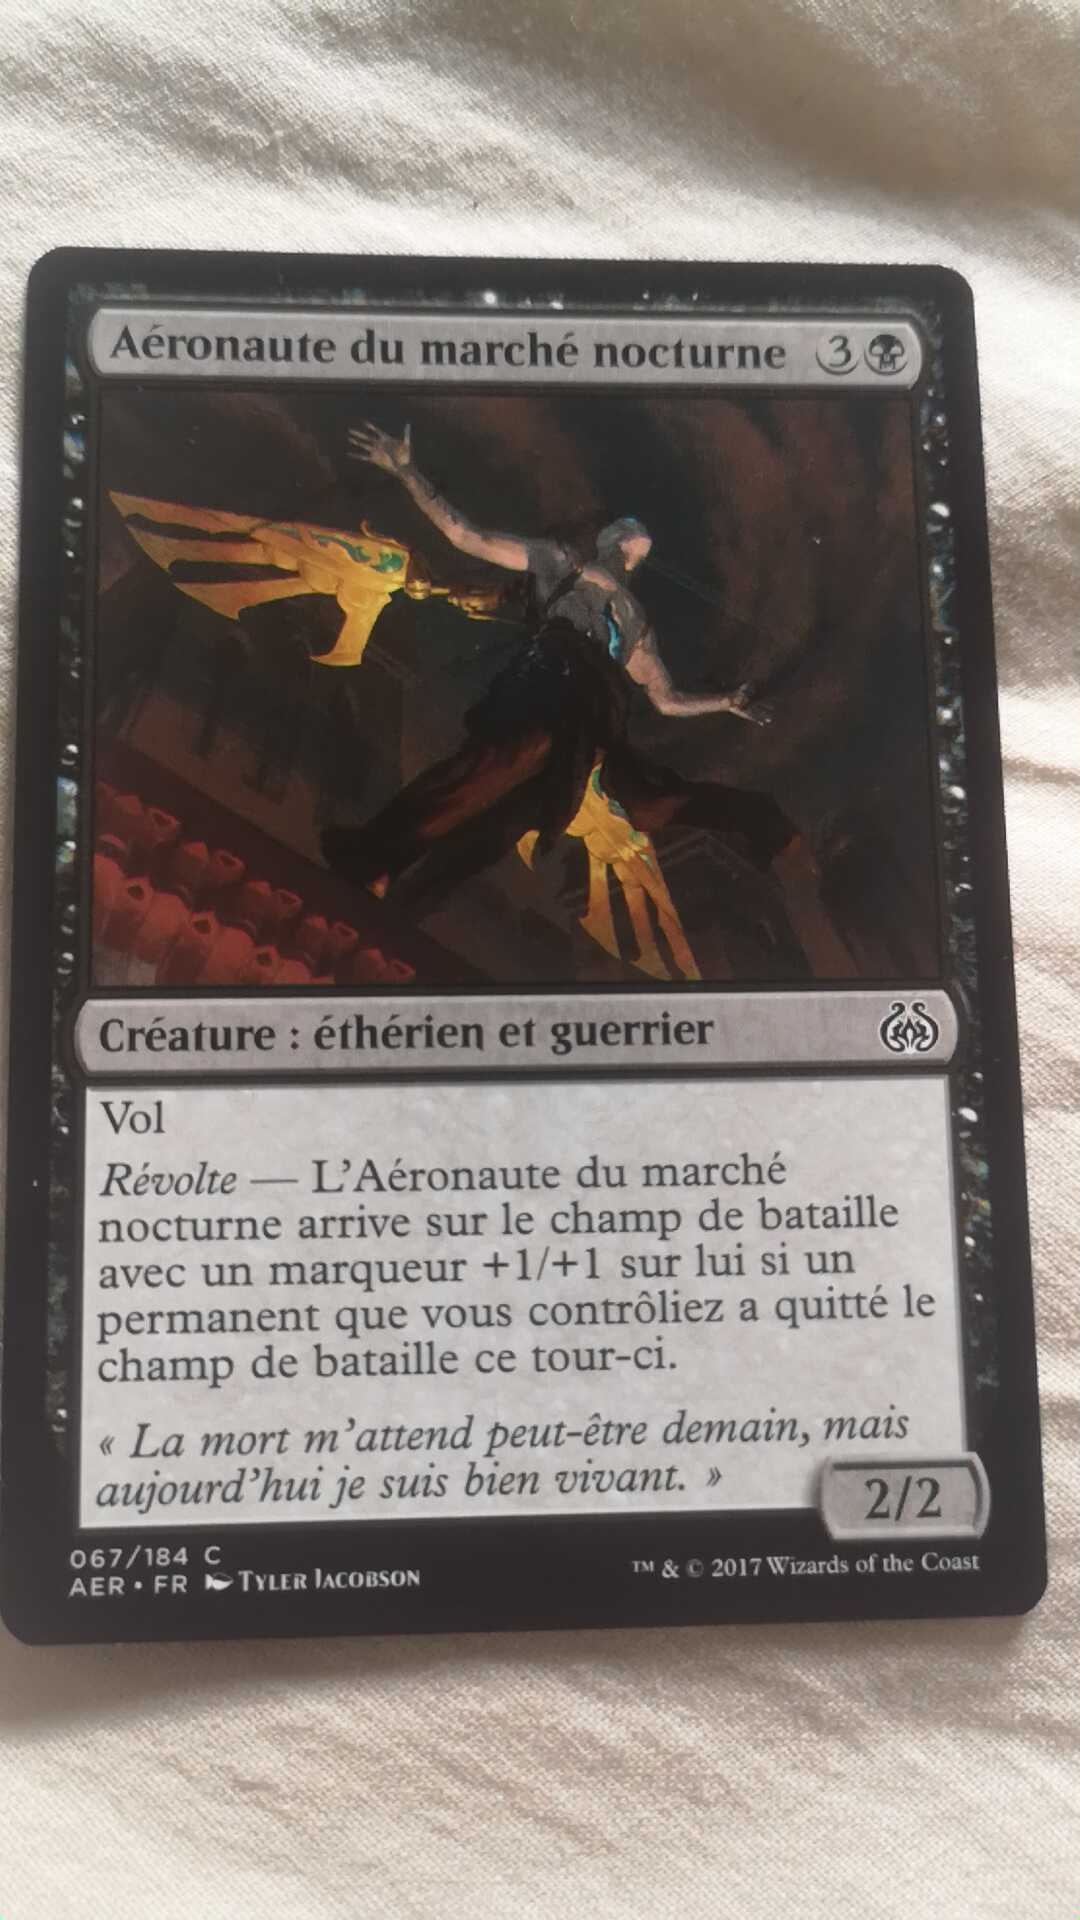 Aéronaute du marché nocturne 3
Créature : éthérien et guerrier
Vol
Révolte — L'Aéronaute du marché
nocturne arrive sur le champ de bataille
avec un marqueur +1/+1 sur lui si un
permanent que vous contrôliez a quitté le
champ de bataille ce tour-ci.
« La mort m'attend peut-être demain, mais
aujourd'hui je suis bien vivant. »
2/2
067/184 C
AER • FR Tyler Jacobson
™ & © 2017 Wizards of the Coast